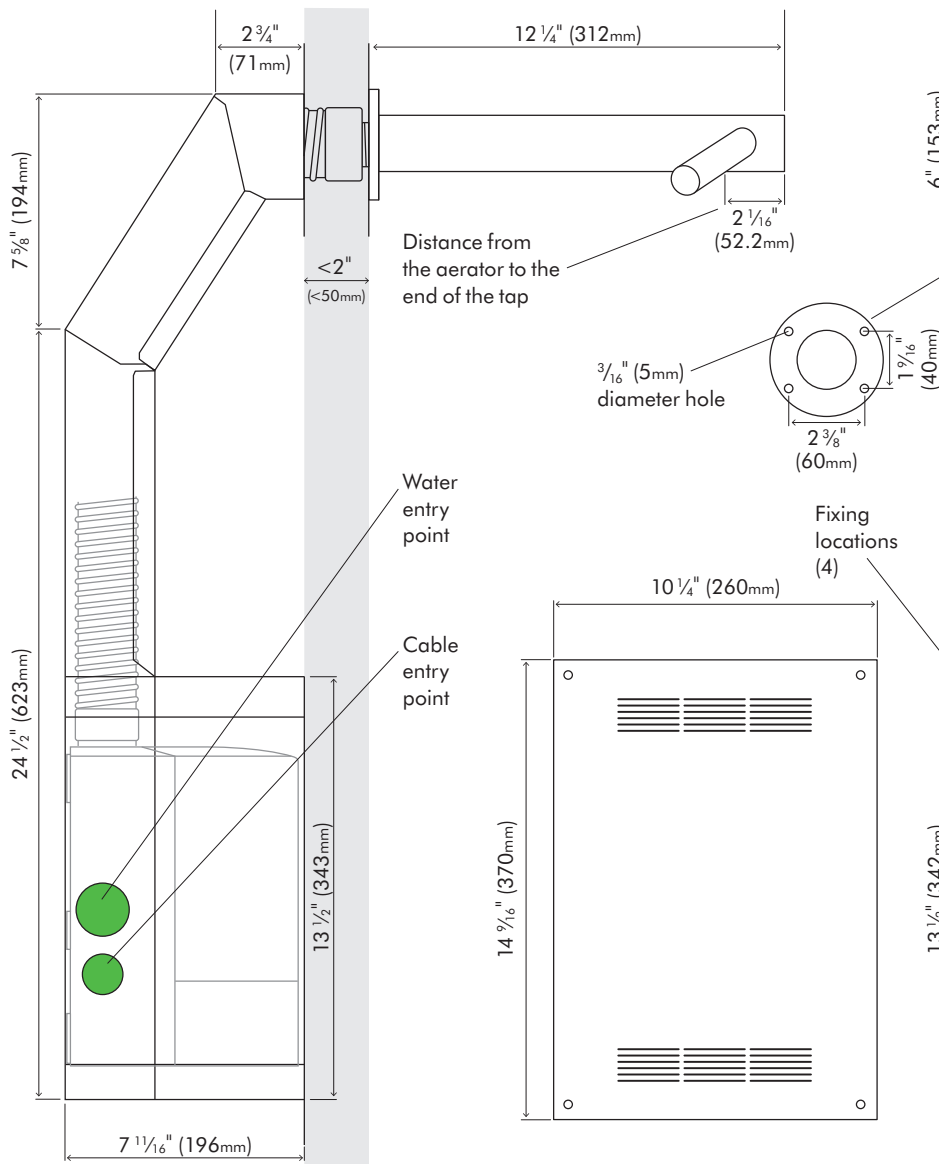 2 ¾" 
(71mm)
12 ¼" (312mm)
7 ⅝" (194mm)
6" (153mm)
2 1⁄16"
(52.2mm)
Distance from
the aerator to the
end of the tap
<2"
(<50mm)
3⁄16" (5mm)
diameter hole
1 9⁄16"
(40mm)
2 ⅜"
(60mm)
Water
entry
point
Fixing
locations
(4)
10 ¼" (260mm)
Cable
entry
point
24 ½" (623mm)
13 ½" (343mm)
14 9⁄16" (370mm)
(342mm)
7 11⁄16" (196mm)